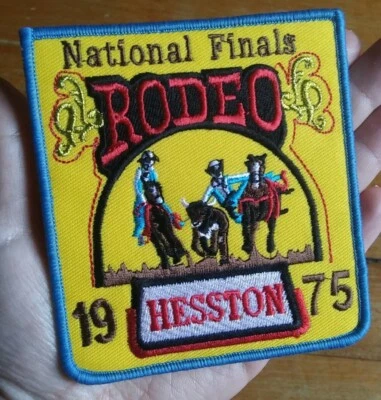 National Finals
RODEO
HESSTON
19 75